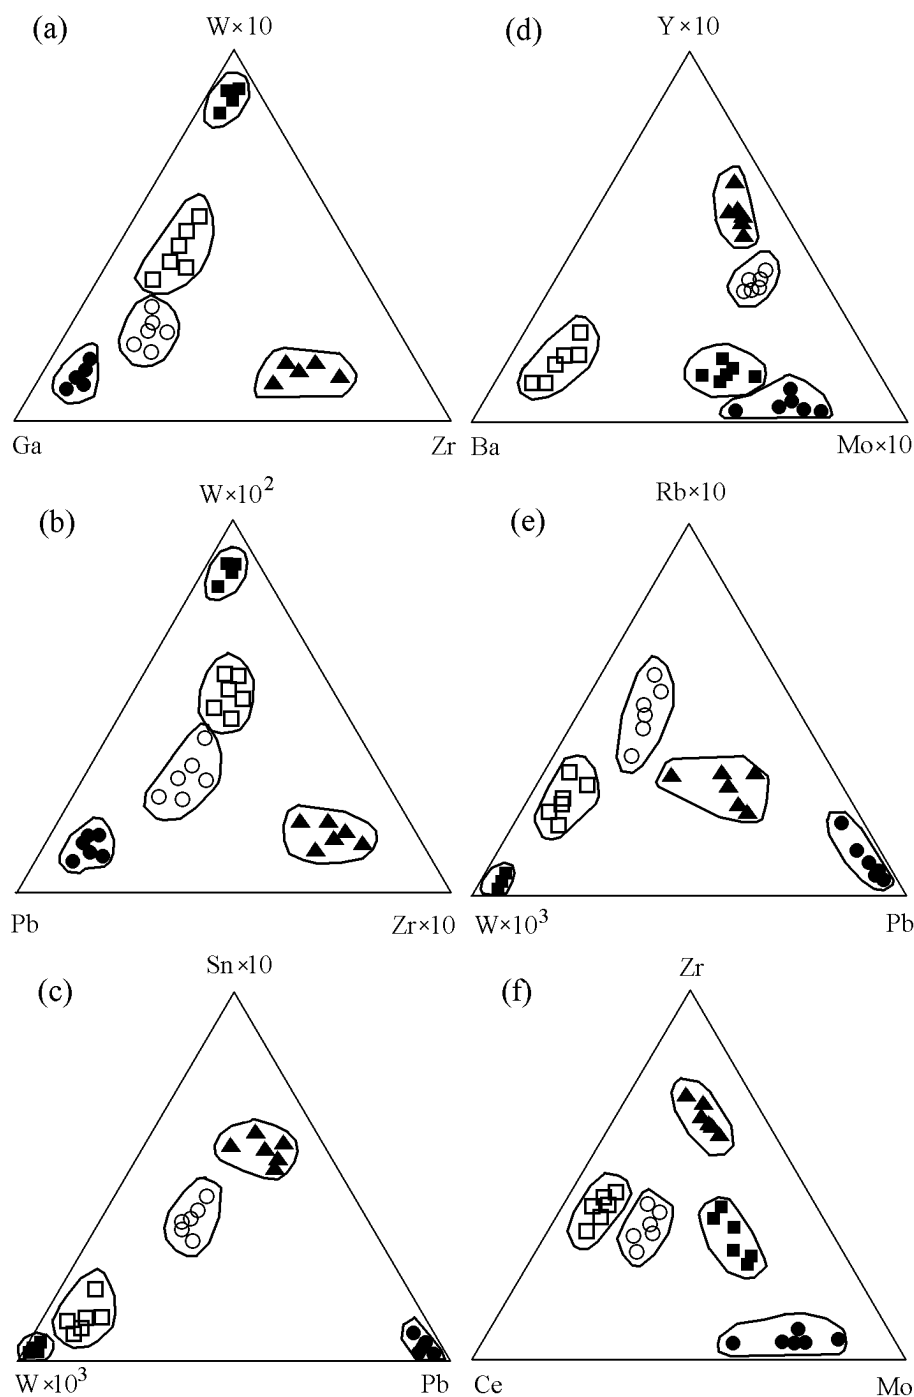 (a)
W×10
Ga
Zr
(d)
Y×10
Ba
Mo×10
(b)
W×10²
Pb
Zr×10
(e)
Rb×10
W×10³
Pb
(c)
Sn×10
W×10³
Pb
(f)
Zr
Ce
Mo